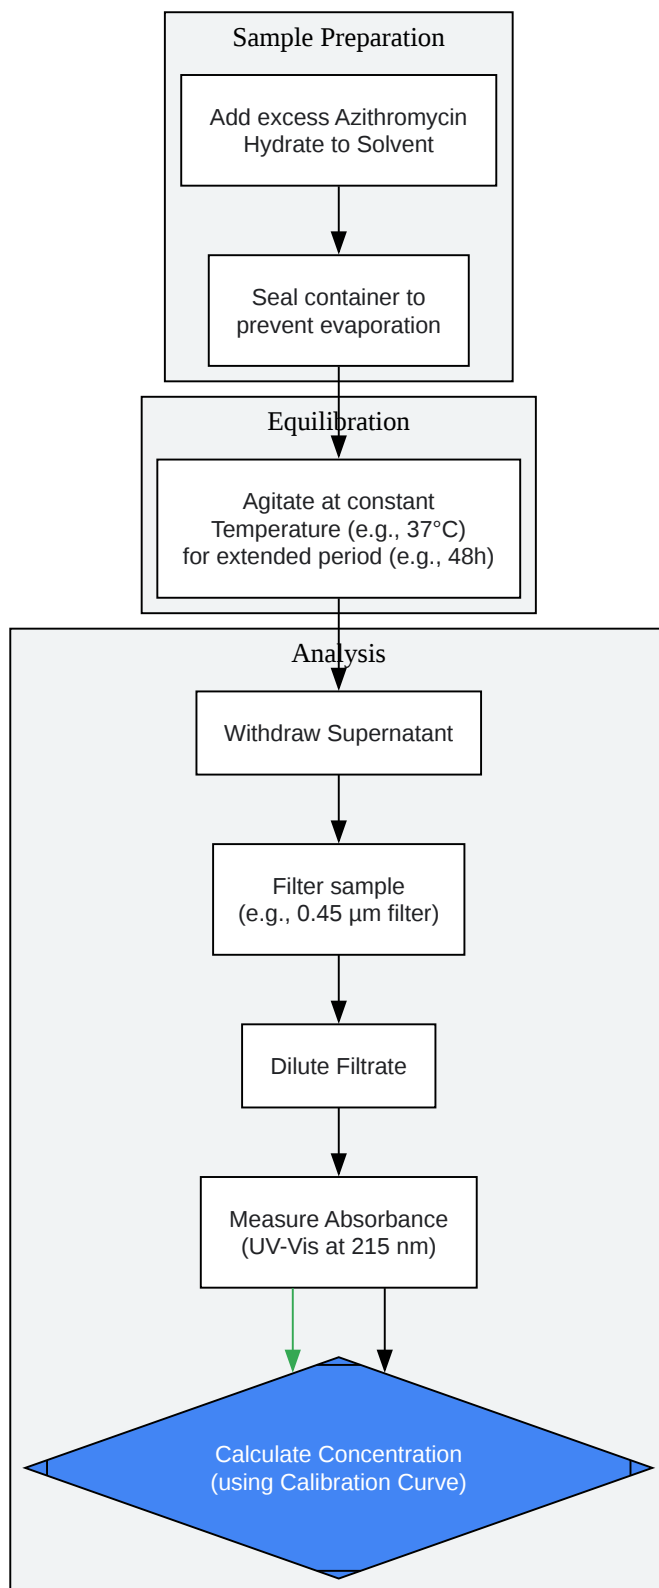 Sample Preparation
Add excess Azithromycin
Hydrate to Solvent
Seal container to
prevent evaporation
Equilibration
Agitate at constant
Temperature (e.g., 37°C)
for extended period (e.g., 48h)
Analysis
Withdraw Supernatant
Filter sample
(e.g., 0.45 µm filter)
Dilute Filtrate
Measure Absorbance
(UV-Vis at 215 nm)
Calculate Concentration
(using Calibration Curve)